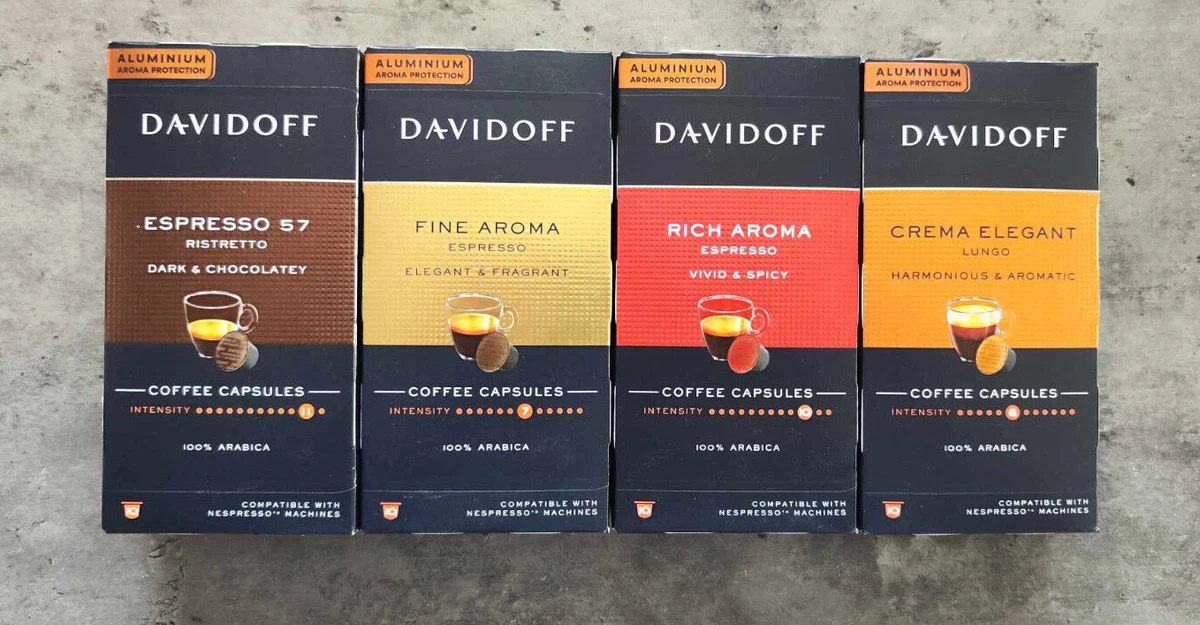 ALUMINIUM
AROMA PROTECTION
DAVIDOFF
ESPRESSO 57
RISTRETTO
DARK & CHOCOLATEY
COFFEE CAPSULES
INTENSITY 11
100% ARABICA
10
COMPATIBLE WITH
NESPRESSO®* MACHINES
ALUMINIUM
AROMA PROTECTION
DAVIDOFF
FINE AROMA
ESPRESSO
ELEGANT & FRAGRANT
COFFEE CAPSULES
INTENSITY 7
100% ARABICA
10
COMPATIBLE WITH
NESPRESSO®* MACHINES
ALUMINIUM
AROMA PROTECTION
DAVIDOFF
RICH AROMA
ESPRESSO
VIVID & SPICY
COFFEE CAPSULES
INTENSITY 10
100% ARABICA
10
COMPATIBLE WITH
NESPRESSO®* MACHINES
ALUMINIUM
AROMA PROTECTION
DAVIDOFF
CREMA ELEGANT
LUNGO
HARMONIOUS & AROMATIC
COFFEE CAPSULES
INTENSITY 6
100% ARABICA
10
COMPATIBLE WITH
NESPRESSO®* MACHINES